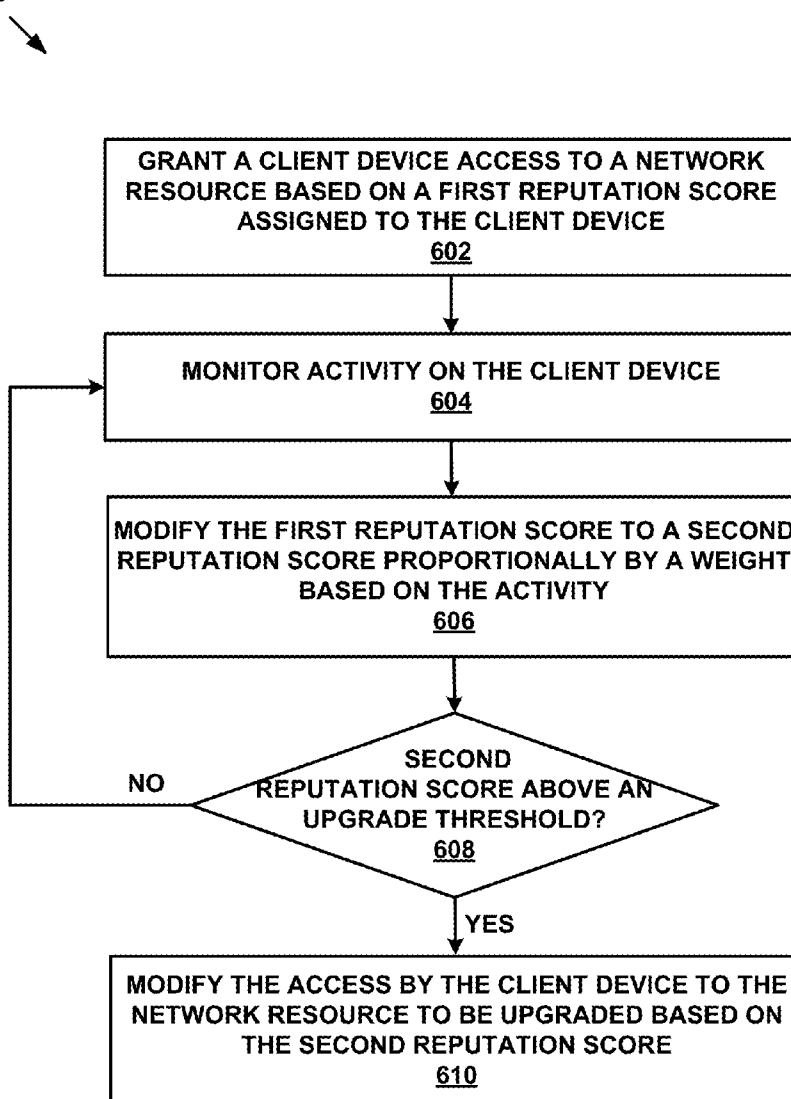 GRANT A CLIENT DEVICE ACCESS TO A NETWORK
RESOURCE BASED ON A FIRST REPUTATION SCORE
ASSIGNED TO THE CLIENT DEVICE
602
MONITOR ACTIVITY ON THE CLIENT DEVICE
604
MODIFY THE FIRST REPUTATION SCORE TO A SECOND
REPUTATION SCORE PROPORTIONALLY BY A WEIGHT
BASED ON THE ACTIVITY
606
SECOND
REPUTATION SCORE ABOVE AN
UPGRADE THRESHOLD?
608
NO
YES
MODIFY THE ACCESS BY THE CLIENT DEVICE TO THE
NETWORK RESOURCE TO BE UPGRADED BASED ON
THE SECOND REPUTATION SCORE
610